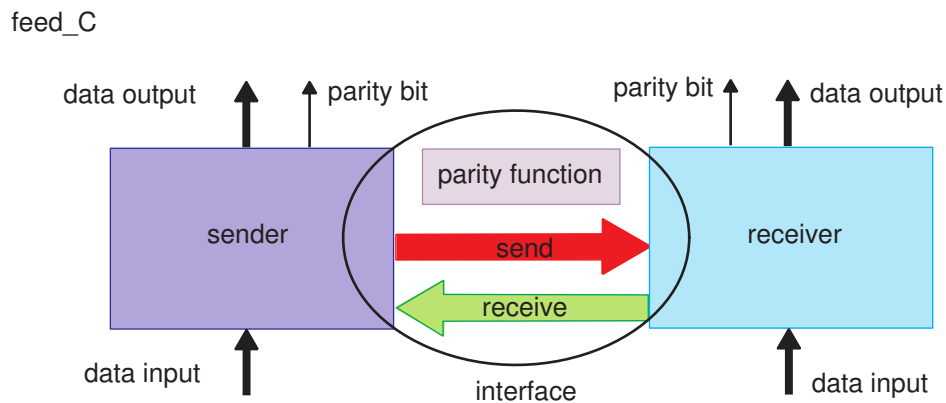 feed_C
data output
parity bit
parity bit
data output
parity function
sender
send
receiver
receive
data input
interface
data input